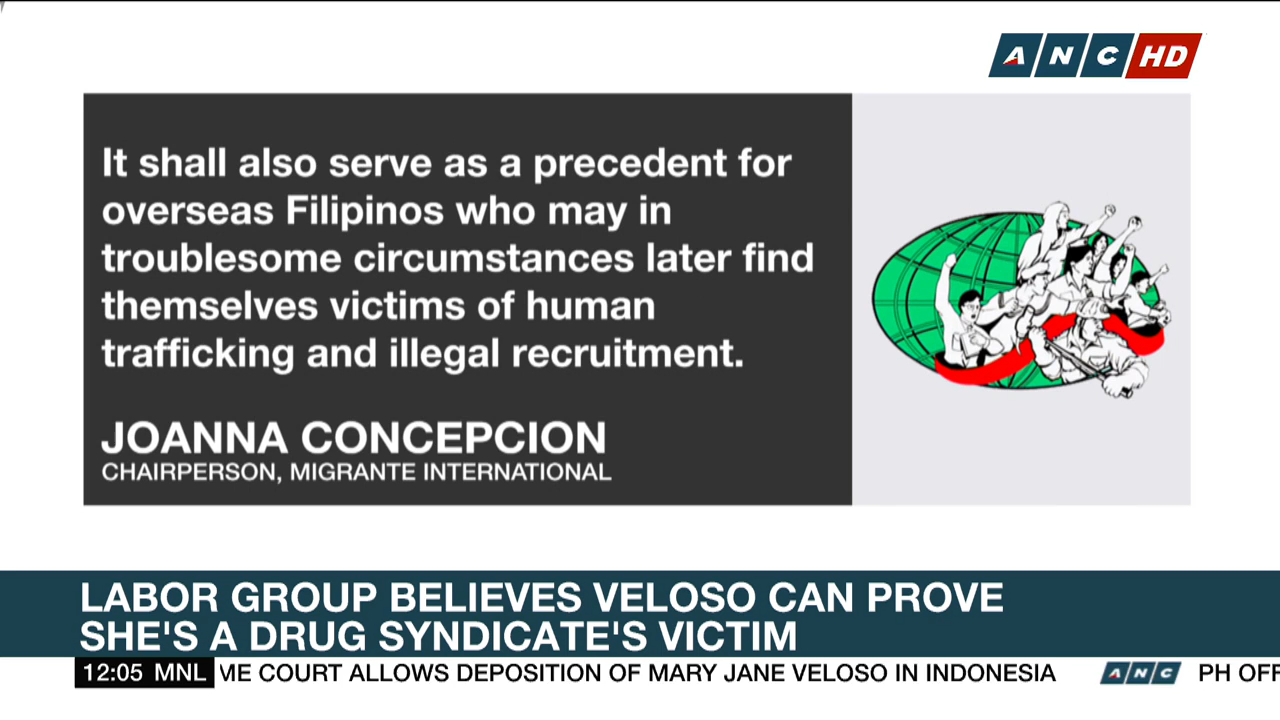 ANC HD
It shall also serve as a precedent for
overseas Filipinos who may in
troublesome circumstances later find
themselves victims of human
trafficking and illegal recruitment.
JOANNA CONCEPCION
CHAIRPERSON, MIGRANTE INTERNATIONAL
LABOR GROUP BELIEVES VELOSO CAN PROVE
SHE'S A DRUG SYNDICATE'S VICTIM
12:05 MNL ME COURT ALLOWS DEPOSITION OF MARY JANE VELOSO IN INDONESIA ANC PH OFF